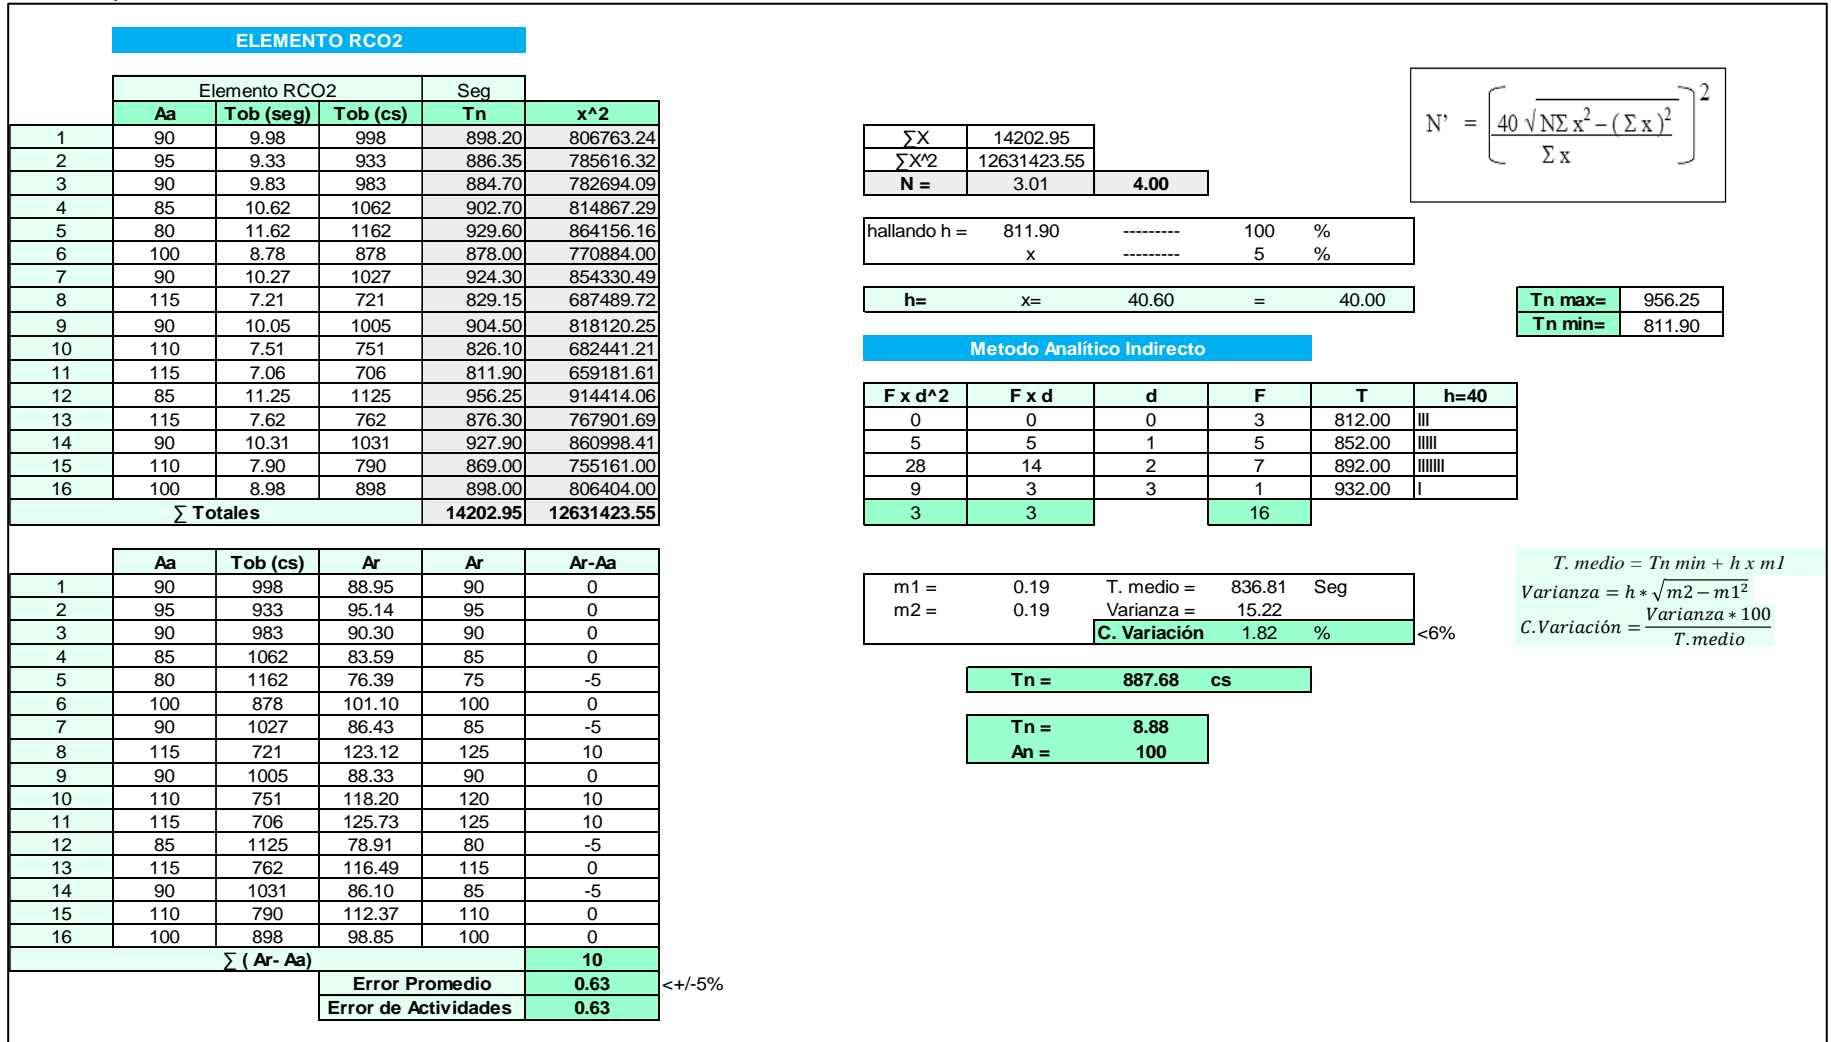 ELEMENTO RCO2
Elemento RCO2 Seg
Aa Tob (seg) Tob (cs) Tn x^2
1 90 9.98 998 898.20 806763.24
2 95 9.33 933 886.35 785616.32
3 90 9.83 983 884.70 782694.09
4 85 10.62 1062 902.70 814867.29
5 80 11.62 1162 929.60 864156.16
6 100 8.78 878 878.00 770884.00
7 90 10.27 1027 924.30 854330.49
8 115 7.21 721 829.15 687489.72
9 90 10.05 1005 904.50 818120.25
10 110 7.51 751 826.10 682441.21
11 115 7.06 706 811.90 659181.61
12 85 11.25 1125 956.25 914414.06
13 115 7.62 762 876.30 767901.69
14 90 10.31 1031 927.90 860998.41
15 110 7.90 790 869.00 755161.00
16 100 8.98 898 898.00 806404.00
∑ Totales 14202.95 12631423.55
∑X 14202.95
∑X^2 12631423.55
N = 3.01 4.00
N' = ( 40 √ NΣ x² – ( Σ x )² / Σ x )²
hallando h = 811.90 --------- 100 %
x --------- 5 %
h= x= 40.60 = 40.00
Tn max= 956.25
Tn min= 811.90
Metodo Analítico Indirecto
F x d^2 F x d d F T h=40
0 0 0 3 812.00 III
5 5 1 5 852.00 IIIII
28 14 2 7 892.00 IIIIIII
9 3 3 1 932.00 I
3 3 16
Aa Tob (cs) Ar Ar Ar-Aa
1 90 998 88.95 90 0
2 95 933 95.14 95 0
3 90 983 90.30 90 0
4 85 1062 83.59 85 0
5 80 1162 76.39 75 -5
6 100 878 101.10 100 0
7 90 1027 86.43 85 -5
8 115 721 123.12 125 10
9 90 1005 88.33 90 0
10 110 751 118.20 120 10
11 115 706 125.73 125 10
12 85 1125 78.91 80 -5
13 115 762 116.49 115 0
14 90 1031 86.10 85 -5
15 110 790 112.37 110 0
16 100 898 98.85 100 0
∑ ( Ar- Aa) 10
Error Promedio 0.63 <+/-5%
Error de Actividades 0.63
m1 = 0.19 T. medio = 836.81 Seg
m2 = 0.19 Varianza = 15.22
C. Variación 1.82 % <6%
T. medio = Tn min + h x m1
Varianza = h * √m2 − m1²
C.Variación = Varianza * 100 / T.medio
Tn = 887.68 cs
Tn = 8.88
An = 100